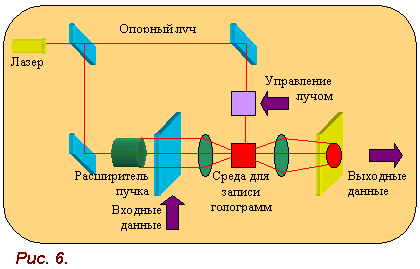 Опорный луч
Лазер
Управление
лучом
Расширитель
пучка
Среда для
записи
голограмм
Выходные
данные
Входные
данные
Рис. 6.